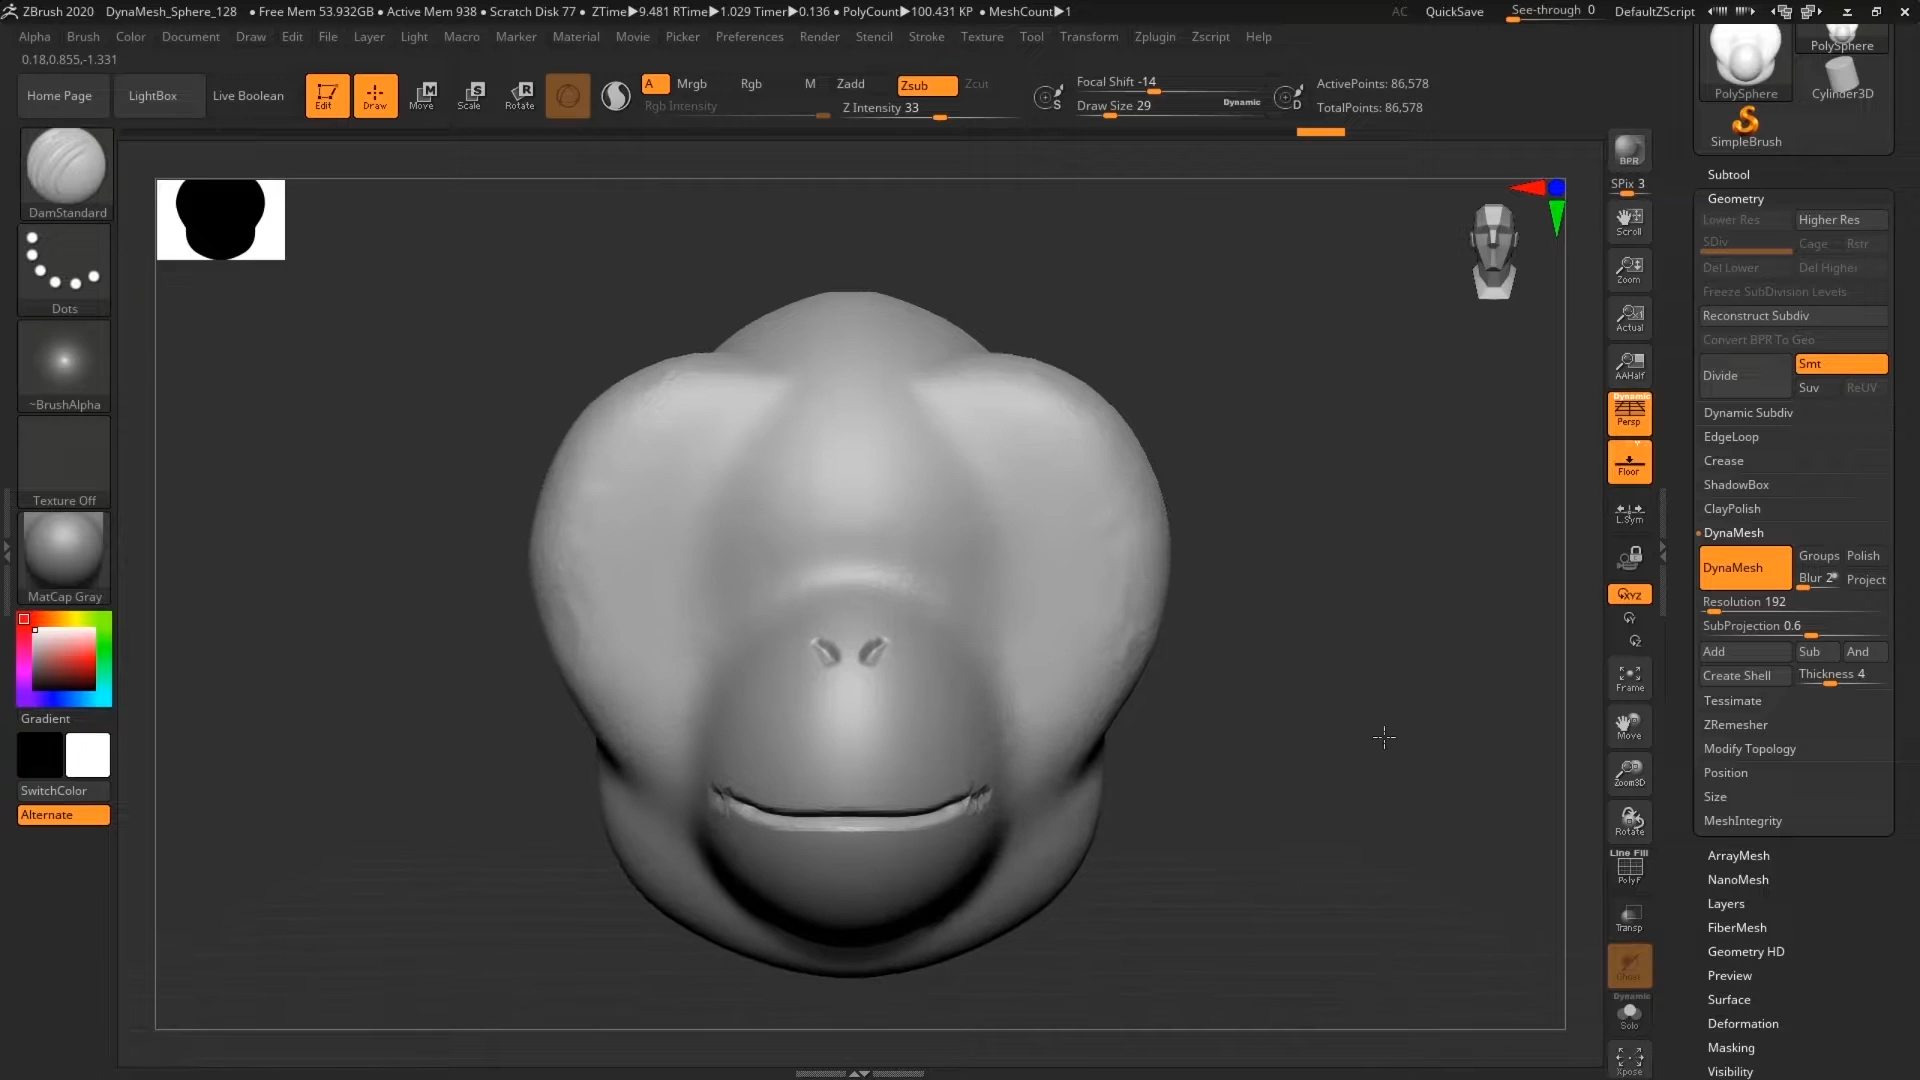 ZBrush 2020 DynaMesh_Sphere_128 • Free Mem 53.932GB • Active Mem 938 • Scratch Disk 77 • ZTime▶9.481 RTime▶1.029 Timer▶0.136 • PolyCount▶100.431 KP • MeshCount▶1 AC QuickSave See-through 0 DefaultZScript
Alpha Brush Color Document Draw Edit File Layer Light Macro Marker Material Movie Picker Preferences Render Stencil Stroke Texture Tool Transform Zplugin Zscript Help
0.18,0.855,-1.331
Home Page LightBox Live Boolean Edit Draw Move Scale Rotate A Mrgb Rgb M Zadd Zsub Zcut
Rgb Intensity Z Intensity 33
Focal Shift -14
Draw Size 29 Dynamic
S D
ActivePoints: 86,578
TotalPoints: 86,578
DamStandard
Dots
~BrushAlpha
Texture Off
MatCap Gray
Gradient
SwitchColor
Alternate
BPR
SPix 3
Scroll
Zoom
Actual
AAHalf
Dynamic
Persp
Floor
L.Sym
XYZ
Frame
Move
Zoom3D
Rotate
Line Fill
PolyF
Transp
Ghost
Dynamic
Solo
Xpose
PolySphere
PolySphere Cylinder3D
SimpleBrush
Subtool
Geometry
Lower Res Higher Res
SDiv Cage Rstr
Del Lower Del Higher
Freeze SubDivision Levels
Reconstruct Subdiv
Convert BPR To Geo
Divide Smt
Suv ReUV
Dynamic Subdiv
EdgeLoop
Crease
ShadowBox
ClayPolish
DynaMesh
DynaMesh Groups Polish
Blur 2 Project
Resolution 192
SubProjection 0.6
Add Sub And
Create Shell Thickness 4
Tessimate
ZRemesher
Modify Topology
Position
Size
MeshIntegrity
ArrayMesh
NanoMesh
Layers
FiberMesh
Geometry HD
Preview
Surface
Deformation
Masking
Visibility